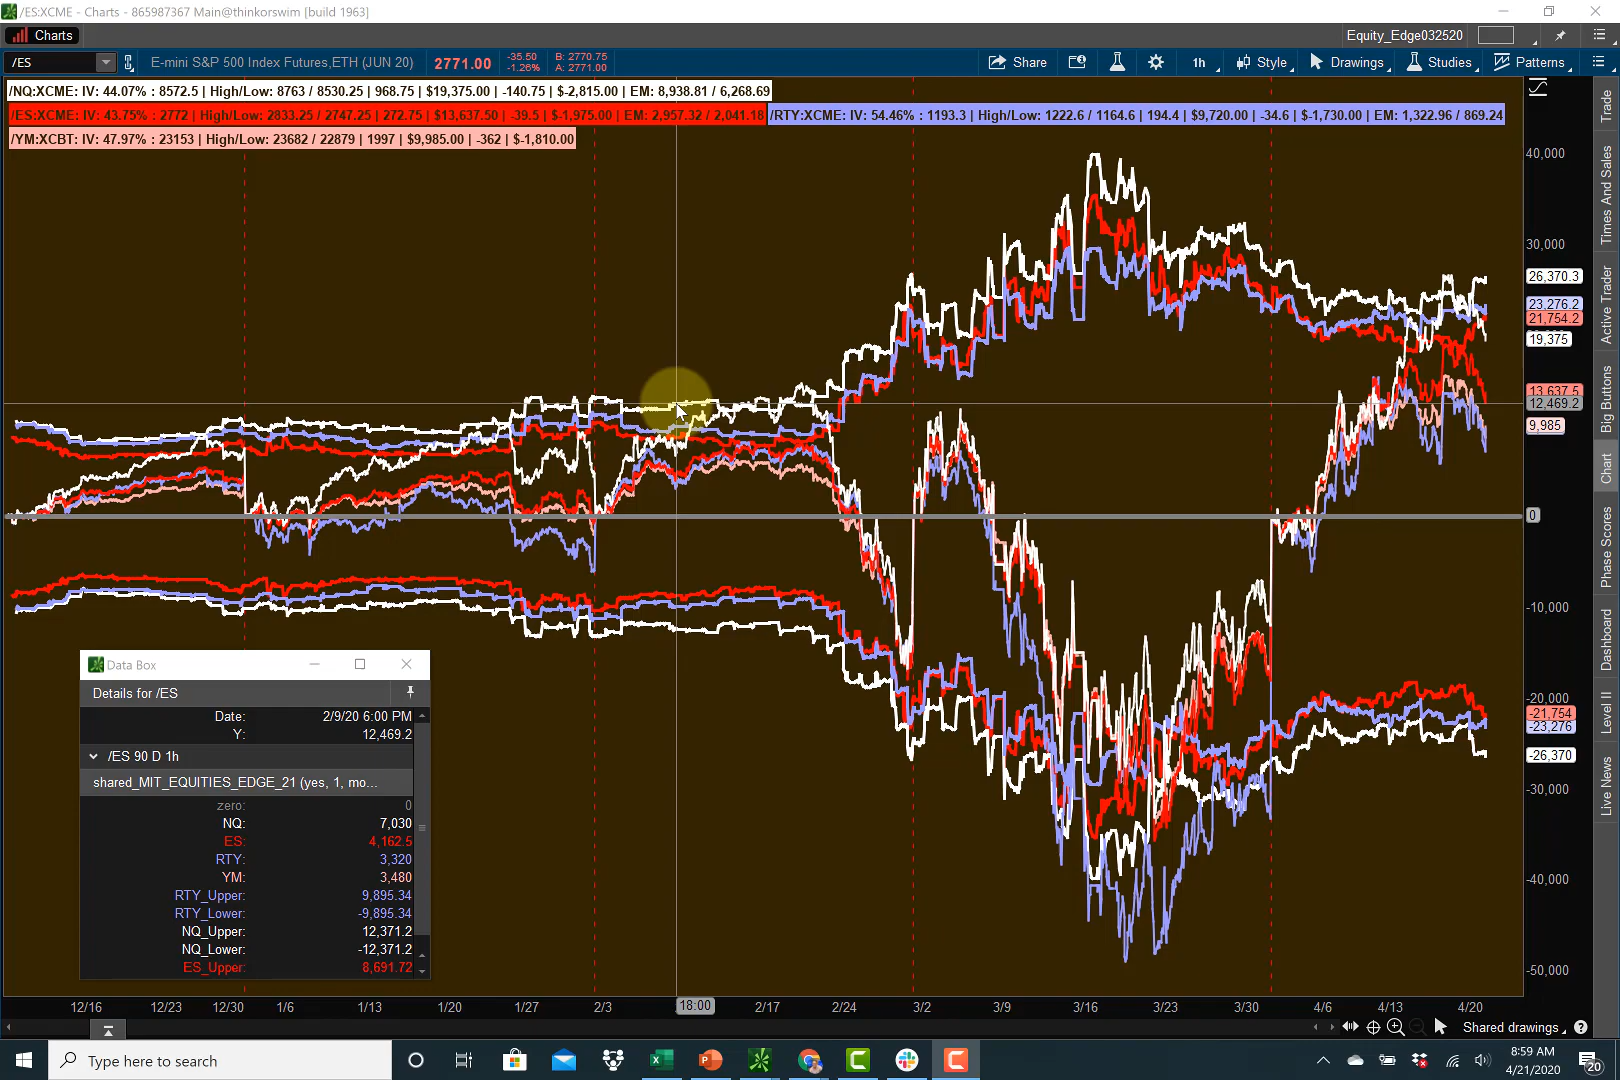 /ES:XCME - Charts - 865987367 Main@thinkorswim [build 1963]
Charts
Equity_Edge032520
/ES
E-mini S&P 500 Index Futures,ETH (JUN 20)
2771.00
-35.50
-1.26%
B: 2770.75
A: 2771.00
Share
1h
Style
Drawings
Studies
Patterns
/NQ:XCME: IV: 44.07% : 8572.5 | High/Low: 8763 / 8530.25 | 968.75 | $19,375.00 | -140.75 | $-2,815.00 | EM: 8,938.81 / 6,268.69
/ES:XCME: IV: 43.75% : 2772 | High/Low: 2833.25 / 2747.25 | 272.75 | $13,637.50 | -39.5 | $-1,975.00 | EM: 2,957.32 / 2,041.18
/RTY:XCME: IV: 54.46% : 1193.3 | High/Low: 1222.6 / 1164.6 | 194.4 | $9,720.00 | -34.6 | $-1,730.00 | EM: 1,322.96 / 869.24
/YM:XCBT: IV: 47.97% : 23153 | High/Low: 23682 / 22879 | 1997 | $9,985.00 | -362 | $-1,810.00
40,000
30,000
26,370.3
23,276.2
21,754.2
19,375
13,637.5
12,469.2
9,985
0
-10,000
-20,000
-21,754
-23,276
-26,370
-30,000
-40,000
-50,000
Trade
Times And Sales
Active Trader
Big Buttons
Chart
Phase Scores
Dashboard
Level II
Live News
Data Box
Details for /ES
Date: 2/9/20 6:00 PM
Y: 12,469.2
/ES 90 D 1h
shared_MIT_EQUITIES_EDGE_21 (yes, 1, mo...
zero: 0
NQ: 7,030
ES: 4,162.5
RTY: 3,320
YM: 3,480
RTY_Upper: 9,895.34
RTY_Lower: -9,895.34
NQ_Upper: 12,371.2
NQ_Lower: -12,371.2
ES_Upper: 8,691.72
12/16
12/23
12/30
1/6
1/13
1/20
1/27
2/3
18:00
2/17
2/24
3/2
3/9
3/16
3/23
3/30
4/6
4/13
4/20
Shared drawings
Type here to search
8:59 AM
4/21/2020
20